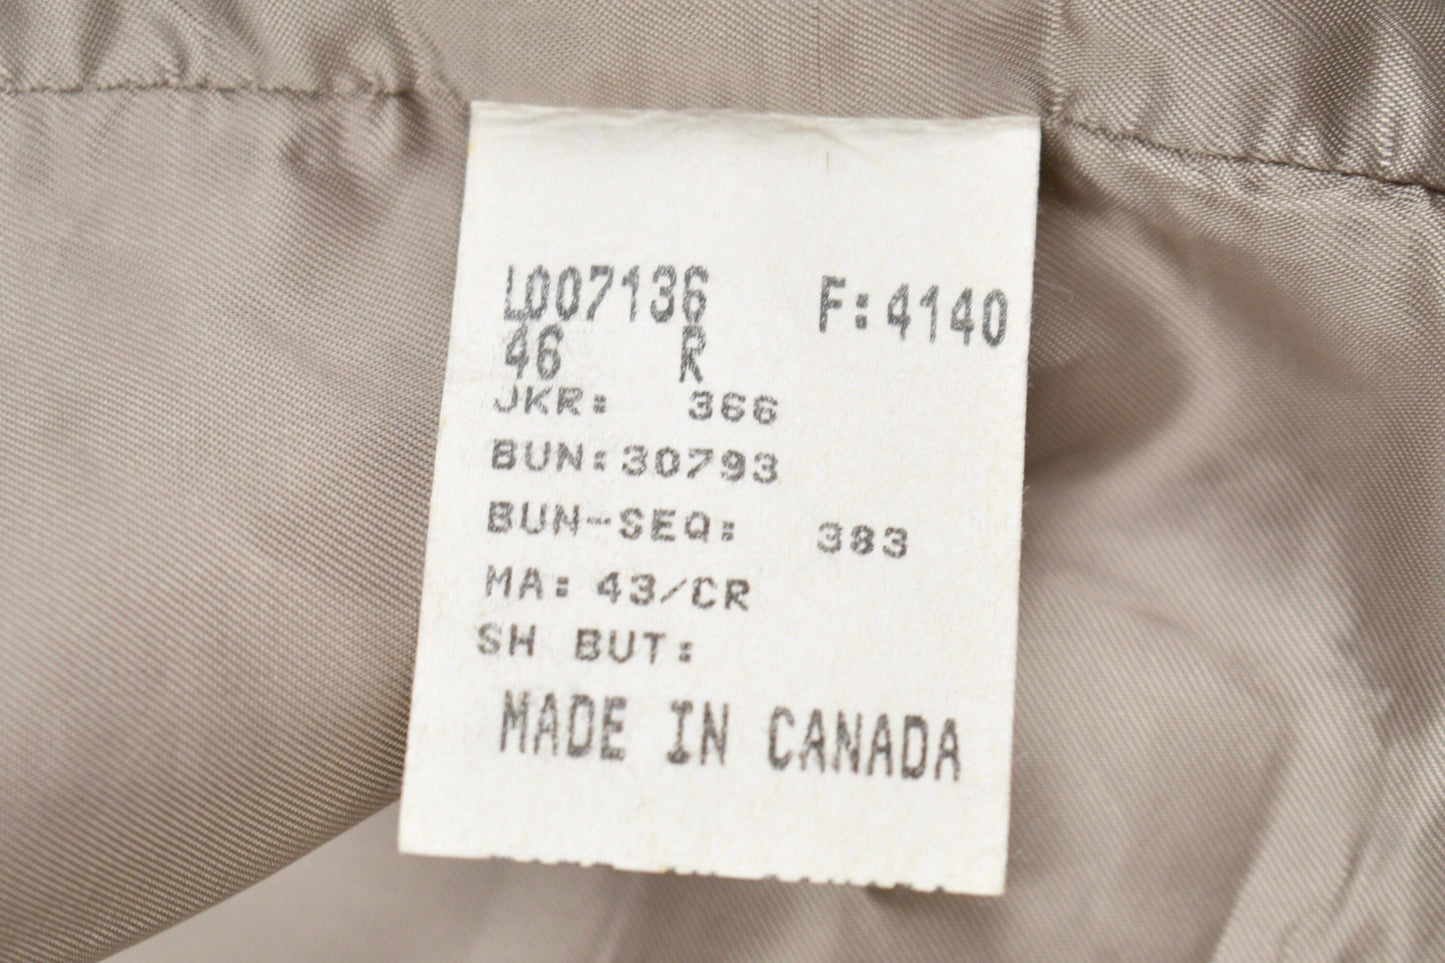 L007136 F:4140
46 R
JKR: 366
BUN:30793
BUN-SEQ: 383
MA: 43/CR
SH BUT:
MADE IN CANADA